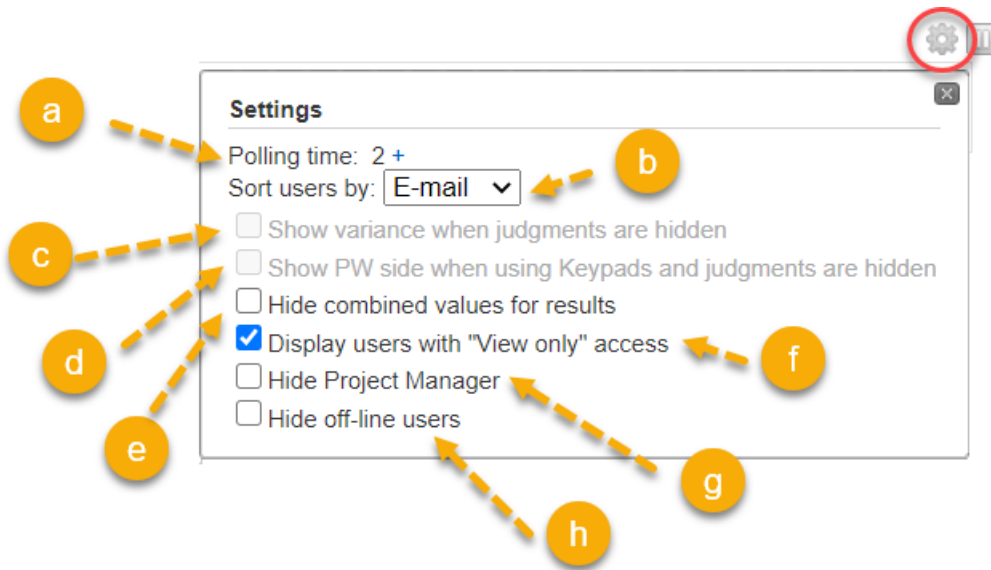 Settings
a
Polling time: 2 +
b
Sort users by: E-mail
c
Show variance when judgments are hidden
d
Show PW side when using Keypads and judgments are hidden
e
Hide combined values for results
f
Display users with "View only" access
g
Hide Project Manager
h
Hide off-line users